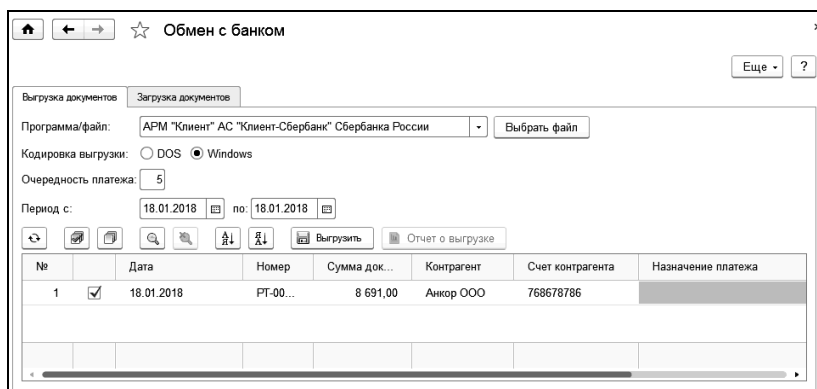 Обмен с банком
Еще ?
Выгрузка документов Загрузка документов
Программа/файл: АРМ "Клиент" АС "Клиент-Сбербанк" Сбербанка России Выбрать файл
Кодировка выгрузки: DOS Windows
Очередность платежа: 5
Период с: 18.01.2018 по: 18.01.2018
Выгрузить Отчет о выгрузке
№ Дата Номер Сумма док... Контрагент Счет контрагента Назначение платежа
1 18.01.2018 РТ-00... 8 691,00 Анкор ООО 768678786